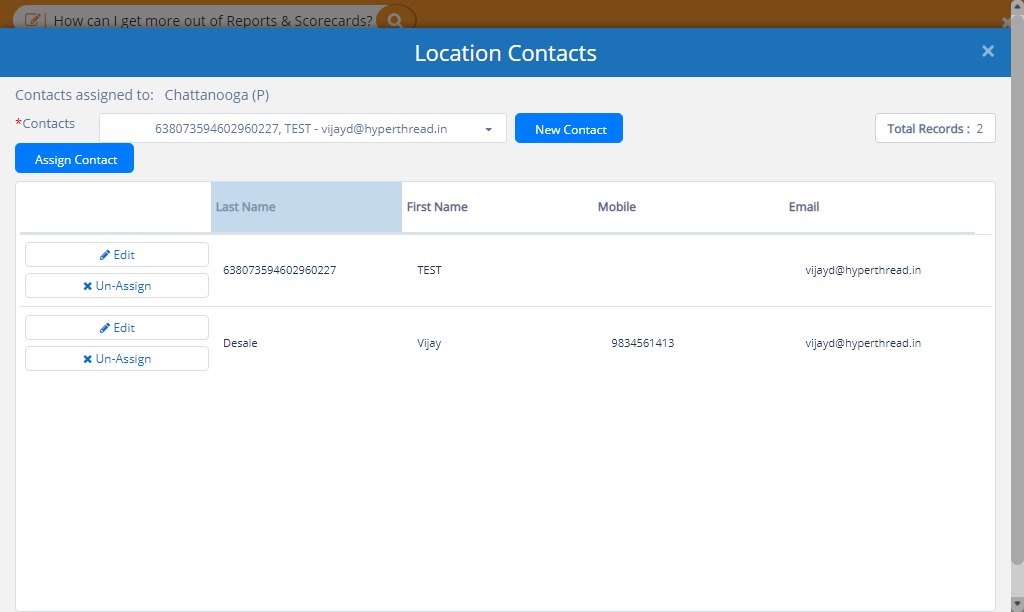 How can I get more out of Reports & Scorecards?
Location Contacts
Contacts assigned to: Chattanooga (P)
*Contacts 638073594602960227, TEST - vijayd@hyperthread.in New Contact Total Records : 2
Assign Contact
Last Name First Name Mobile Email
Edit
638073594602960227 TEST vijayd@hyperthread.in
Un-Assign
Edit
Desale Vijay 9834561413 vijayd@hyperthread.in
Un-Assign